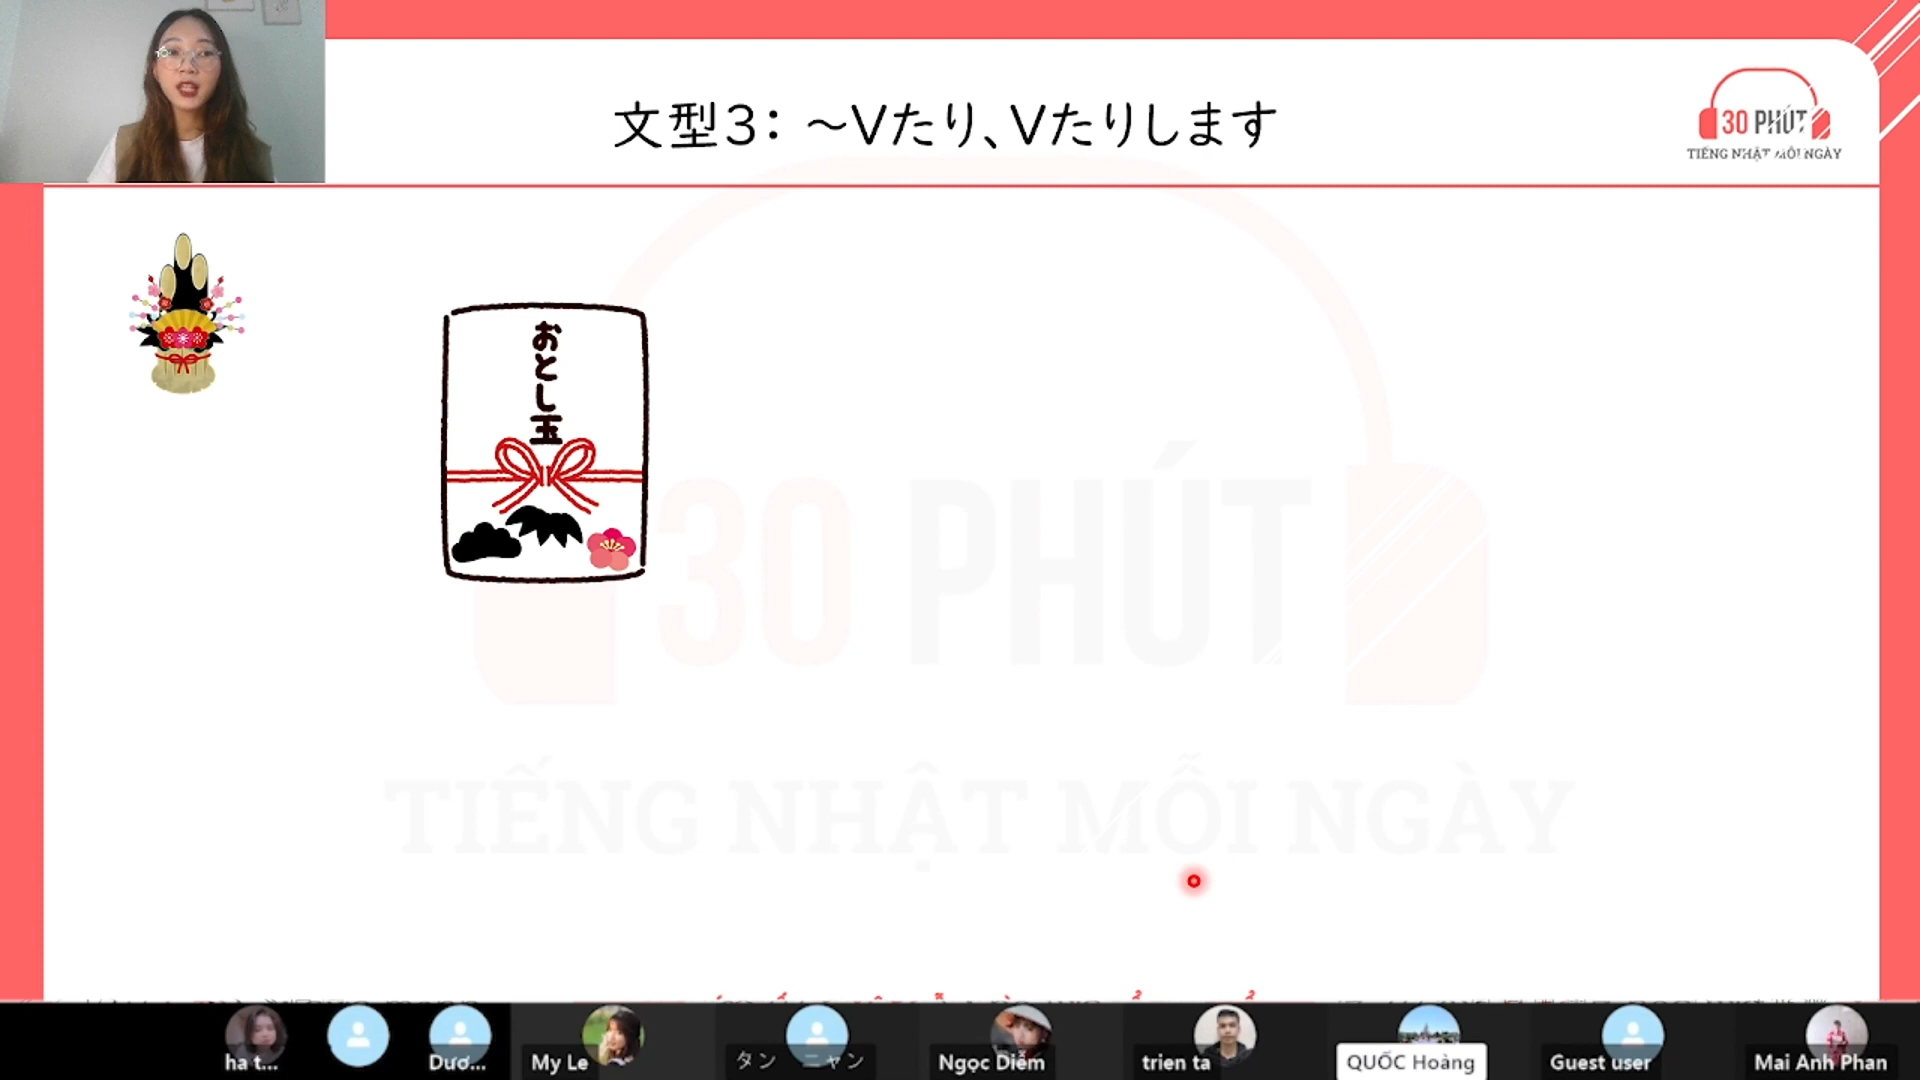 文型3：～Vたり、Vたりします
30 PHÚT
TIẾNG NHẬT MỖI NGÀY
おとし玉
30 PHÚT
TIẾNG NHẬT MỖI NGÀY
ha t...
Dươ...
My Le
タン ニャン
Ngọc Diễm
trien ta
QUỐC Hoàng
Guest user
Mai Anh Phan